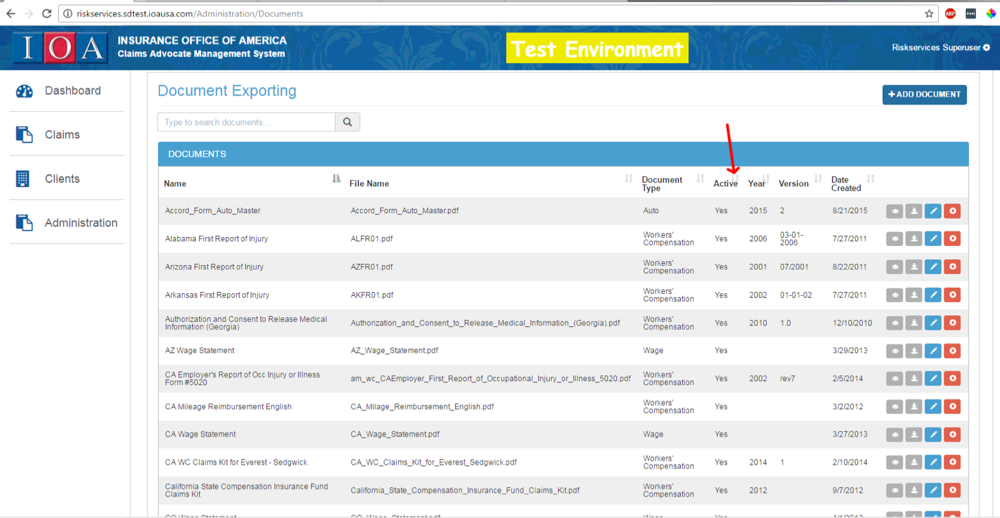 riskservices.sdtest.ioausa.com/Administration/Documents
ABP
IOA
INSURANCE OFFICE OF AMERICA
Claims Advocate Management System
Test Environment
Riskservices Superuser
Dashboard
Claims
Clients
Administration
Document Exporting
+ ADD DOCUMENT
Type to search documents...
DOCUMENTS
Name File Name Document Type Active Year Version Date Created
Accord_Form_Auto_Master Accord_Form_Auto_Master.pdf Auto Yes 2015 2 8/21/2015
Alabama First Report of Injury ALFR01.pdf Workers' Compensation Yes 2006 03-01-2006 7/27/2011
Arizona First Report of Injury AZFR01.pdf Workers' Compensation Yes 2001 07/2001 8/22/2011
Arkansas First Report of Injury AKFR01.pdf Workers' Compensation Yes 2002 01-01-02 7/27/2011
Authorization and Consent to Release Medical Information (Georgia) Authorization_and_Consent_to_Release_Medical_Information_(Georgia).pdf Workers' Compensation Yes 2010 1.0 12/10/2010
AZ Wage Statement AZ_Wage_Statement.pdf Wage Yes 3/29/2013
CA Employer's Report of Occ Injury or Illness Form #5020 am_wc_CAEmployer_First_Report_of_Occupational_Injury_or_Illness_5020.pdf Workers' Compensation Yes 2002 rev7 2/5/2014
CA Mileage Reimbursement English CA_Milage_Reimbursement_English.pdf Workers' Compensation Yes 3/2/2012
CA Wage Statement CA_Wage_Statement.pdf Wage Yes 3/27/2013
CA WC Claims Kit for Everest - Sedgwick CA_WC_Claims_Kit_for_Everest_Sedgwick.pdf Workers' Compensation Yes 2014 1 2/10/2014
California State Compensation Insurance Fund Claims Kit California_State_Compensation_Insurance_Fund_Claims_Kit.pdf Workers' Compensation Yes 2012 9/7/2012